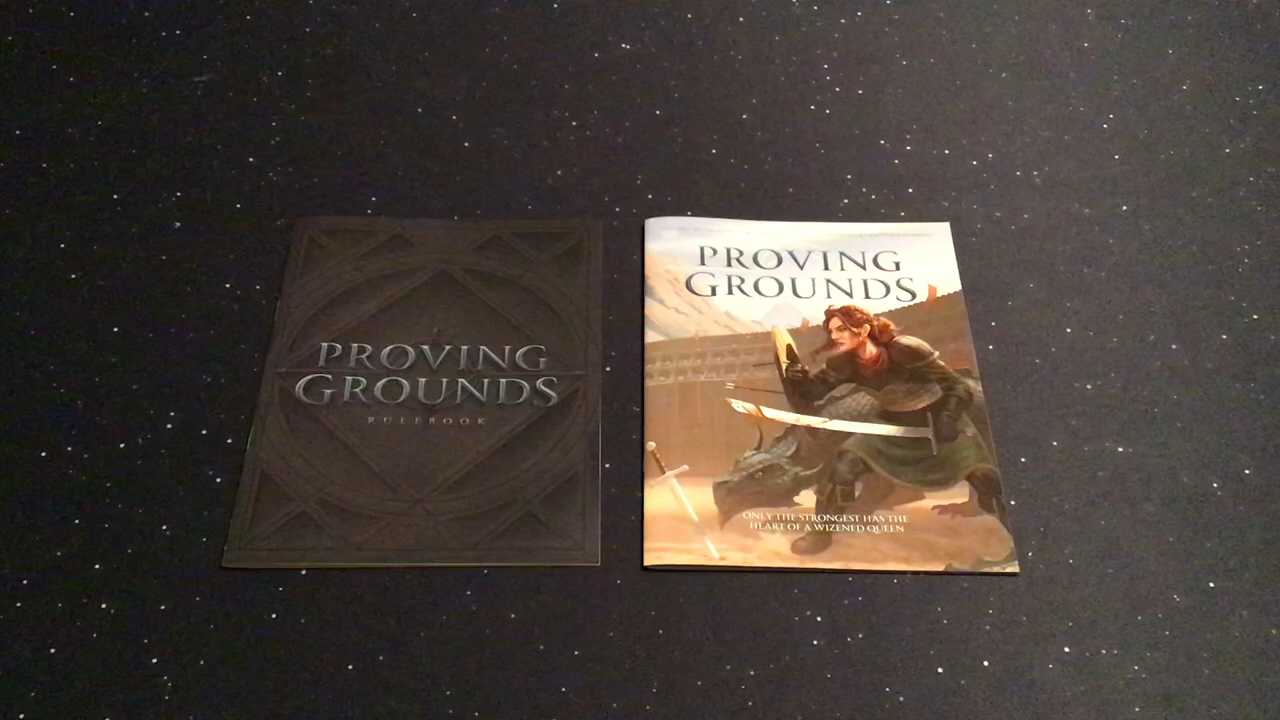 PROVING
GROUNDS
RULEBOOK
PROVING
GROUNDS
ONLY THE STRONGEST HAS THE
HEART OF A WIZENED QUEEN